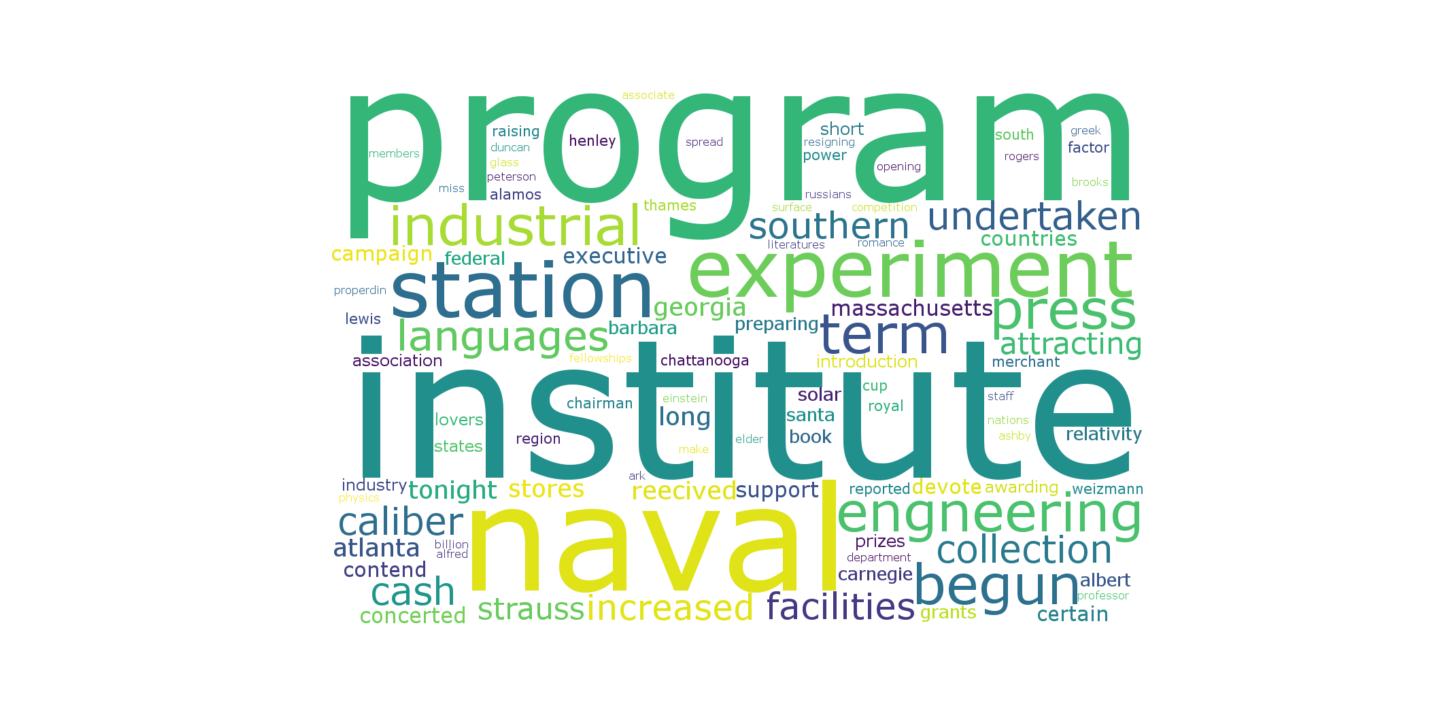 associate
program
raising
henley
spread
short
south
greek
members
duncan
resigning
factor
glass
power
rogers
peterson
opening
miss
alamos
russians
brooks
thames
surface
competition
industrial
southern
undertaken
literatures
romance
countries
campaign
federal
executive
experiment
station
properdin
georgia
massachusetts
press
lewis
languages
barbara
preparing
term
attracting
association
fellowships
chattanooga
introduction
merchant
institute
chairman
einstein
solar
cup
staff
lovers
long
santa
royal
nations
states
region
elder
book
ashby
relativity
make
ark
industry
tonight
stores
reecived
support
reported
devote
awarding
weizmann
physics
caliber
naval
engneering
atlanta
billion
alfred
prizes
collection
department
contend
carnegie
begun
albert
cash
professor
concerted
strauss
increased
facilities
grants
certain